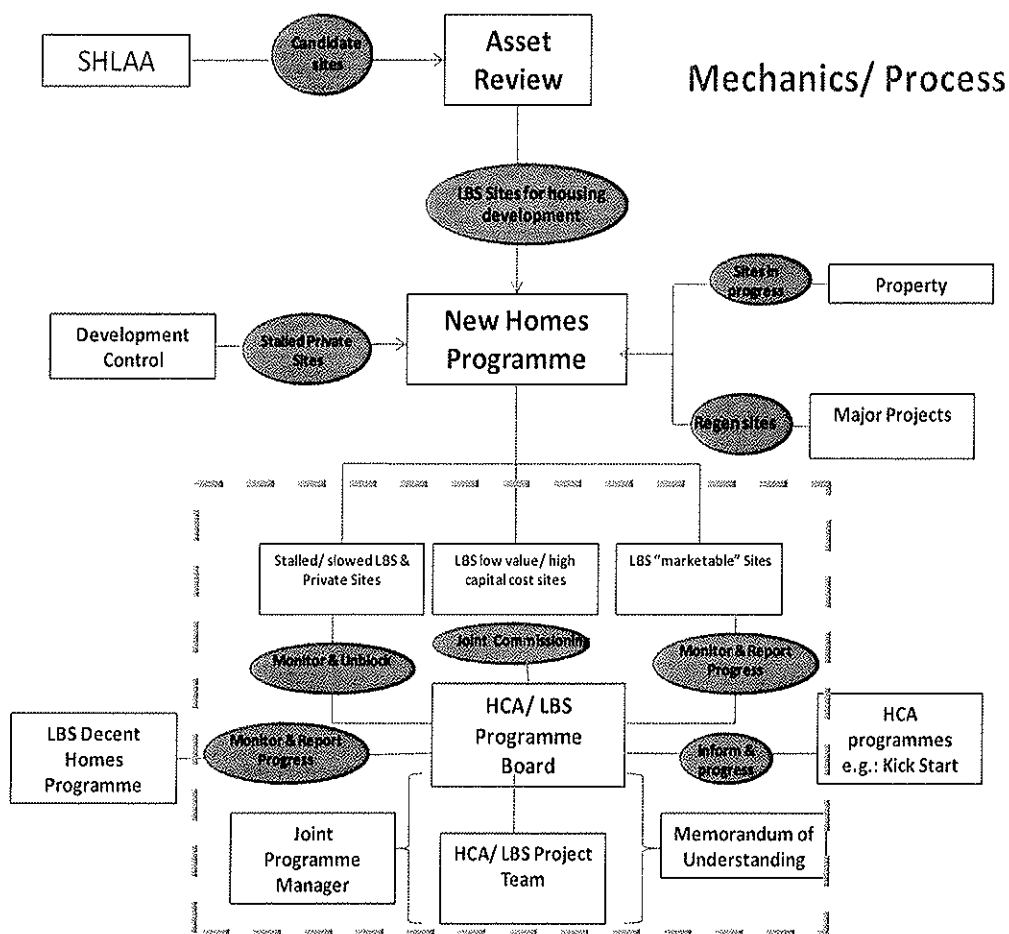 SHLAA
Candidate
sites
Asset
Review
Mechanics/ Process
LBS Sites for housing
development
Sites in
progress
Property
Development
Control
Stalled Private
Sites
New Homes
Programme
Regen sites
Major Projects
Stalled/ slowed LBS &
Private Sites
LBS low value/ high
capital cost sites
LBS "marketable" Sites
Monitor & Unblock
Joint Commissioning
Monitor & Report
Progress
LBS Decent
Homes
Programme
Monitor & Report
Progress
HCA/ LBS
Programme
Board
Inform &
progress
HCA
programmes
e.g.: Kick Start
Joint
Programme
Manager
HCA/ LBS Project
Team
Memorandum of
Understanding